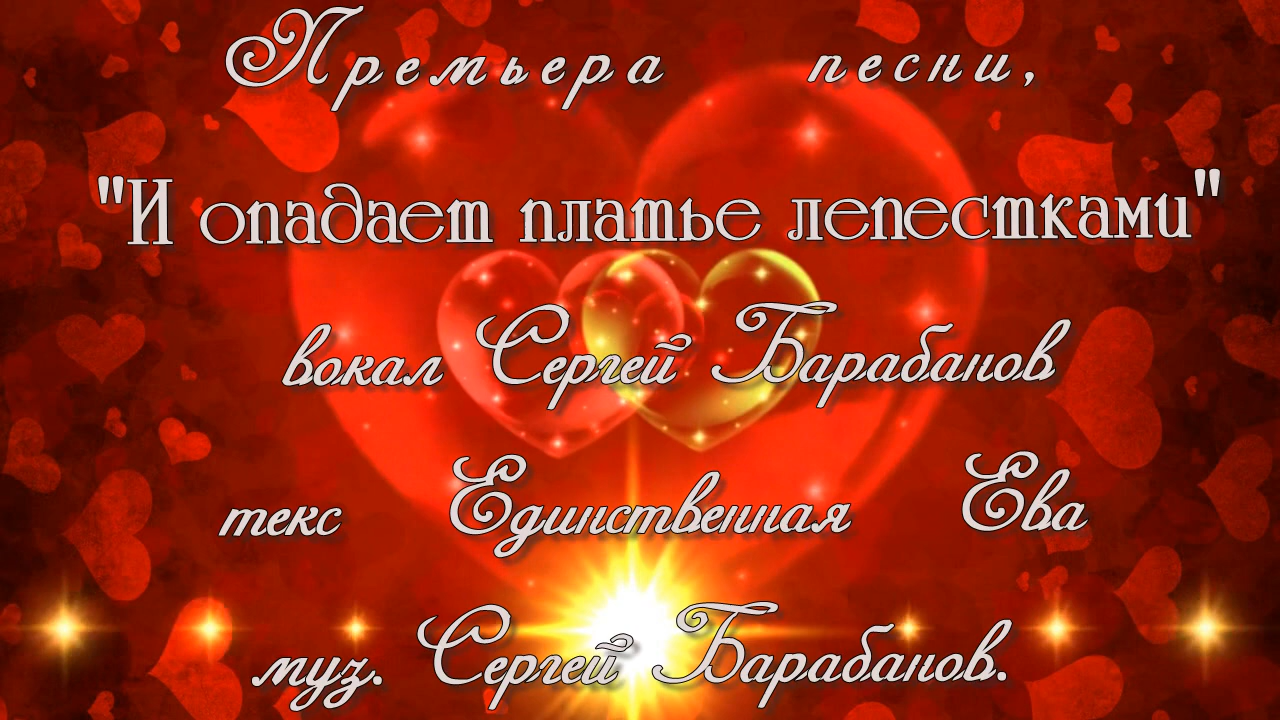 Премьера песни,
"И опадает платье лепестками"
вокал Сергей Барабанов
текс Единственная Ева
муз. Сергей Барабанов.